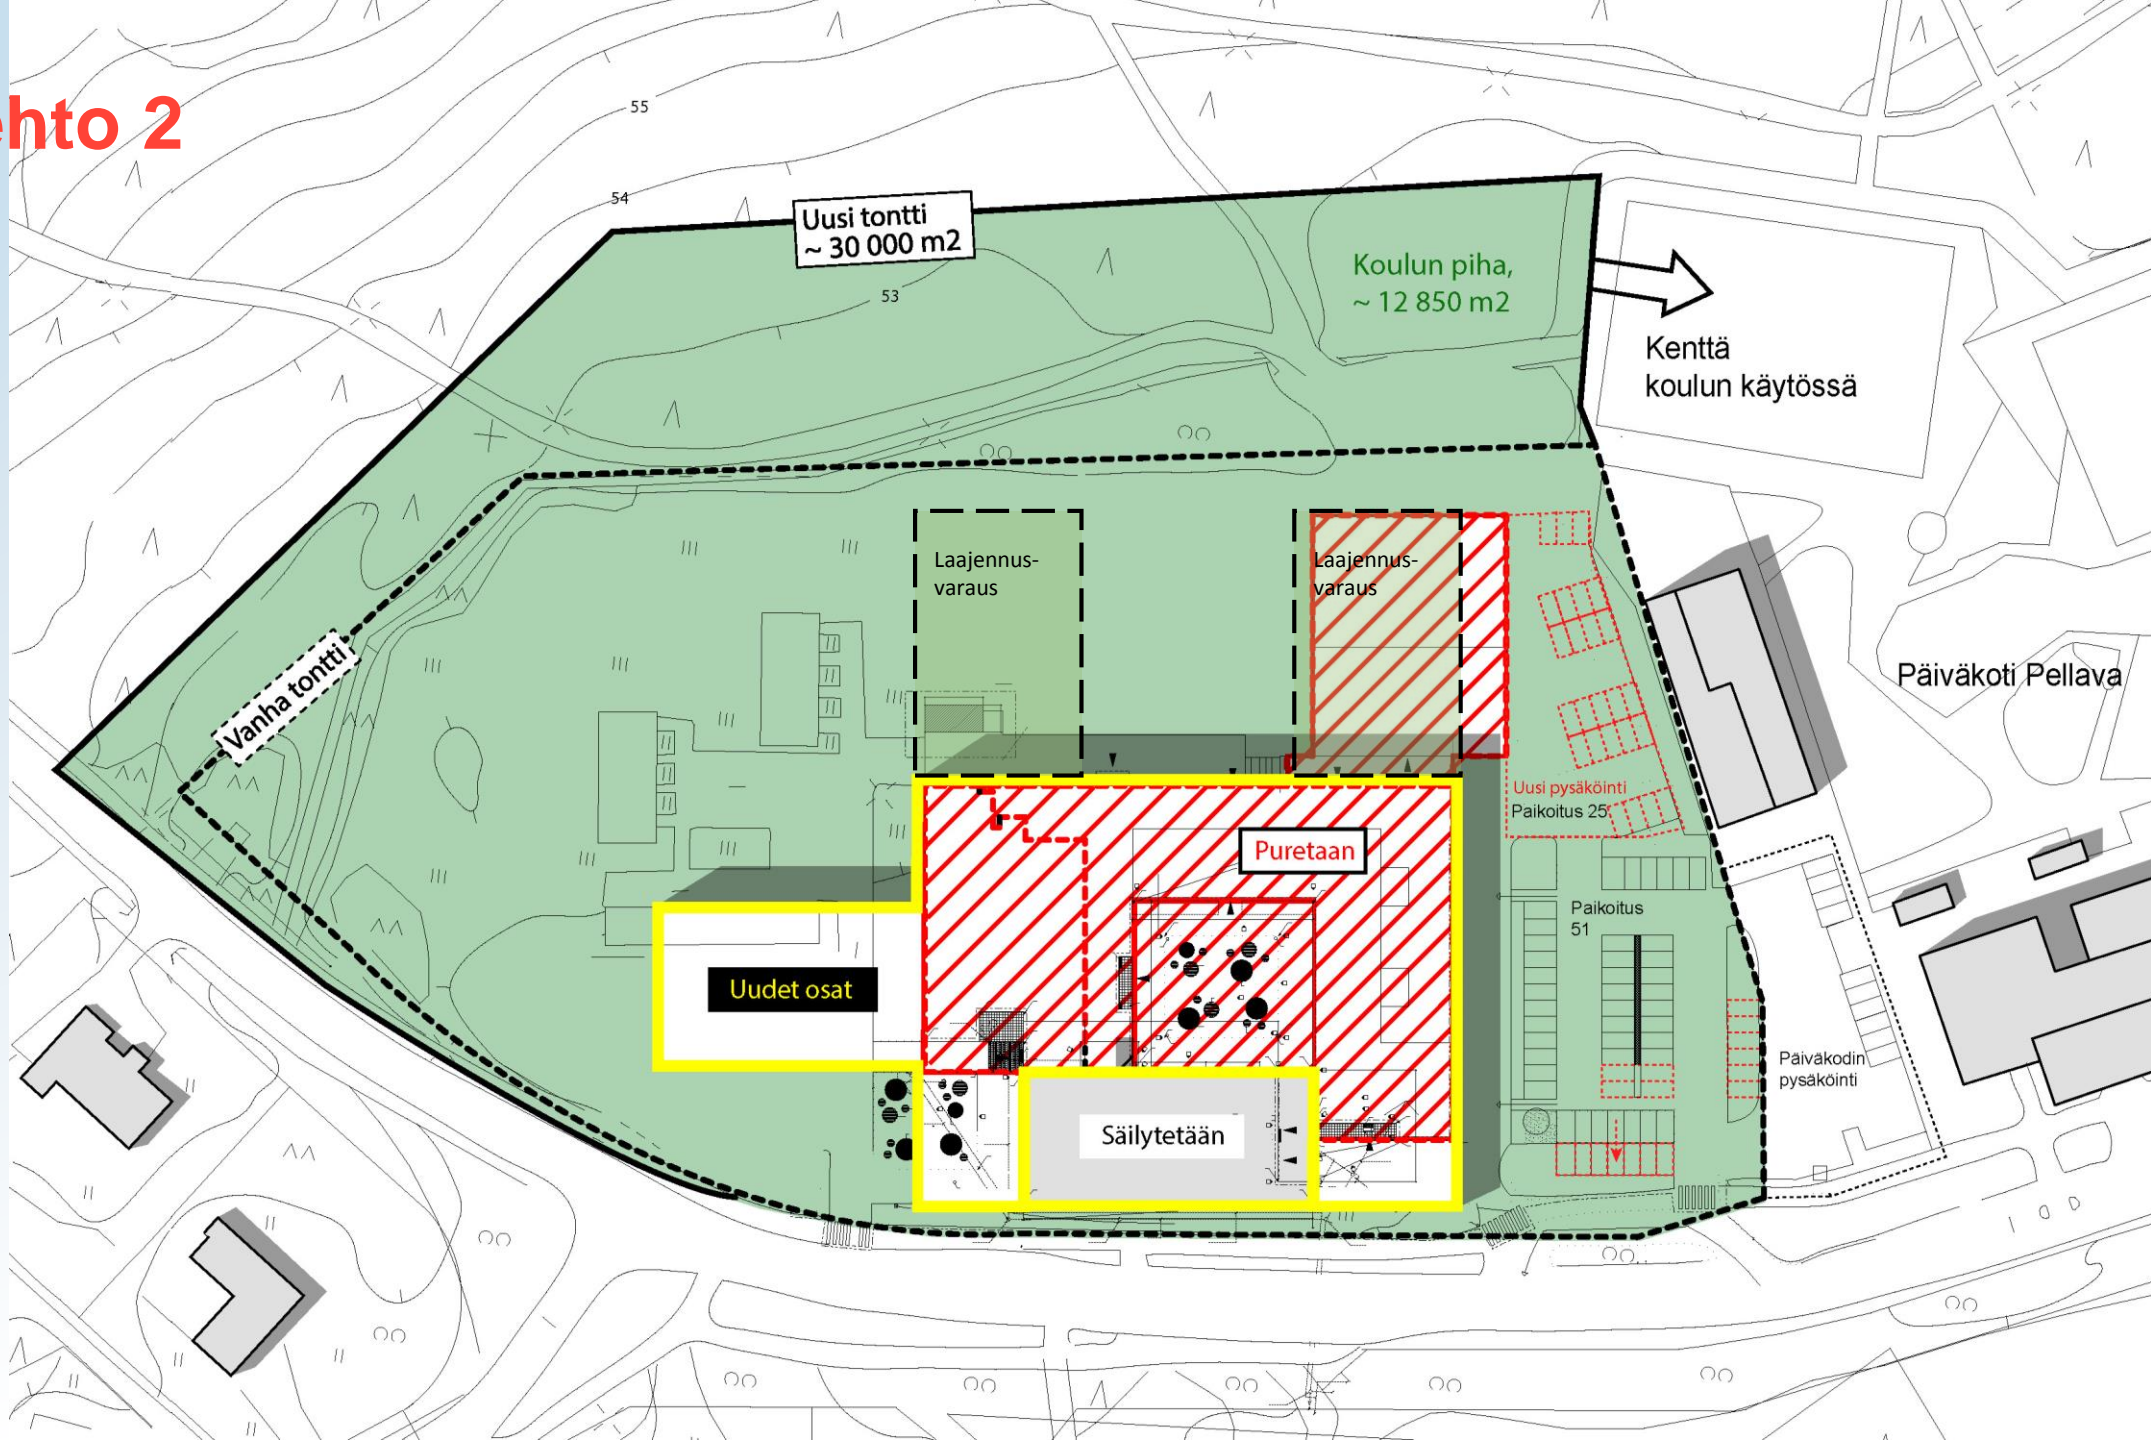 hto 2
55
54
Uusi tontti
~ 30 000 m2
53
Koulun piha,
~ 12 850 m2
Kenttä
koulun käytössä
Laajennus-
varaus
Laajennus-
varaus
Vanha tontti
Päiväkoti Pellava
Uusi pysäköinti
Paikoitus 25
Puretaan
Paikoitus
51
Uudet osat
Päiväkodin
pysäköinti
Säilytetään